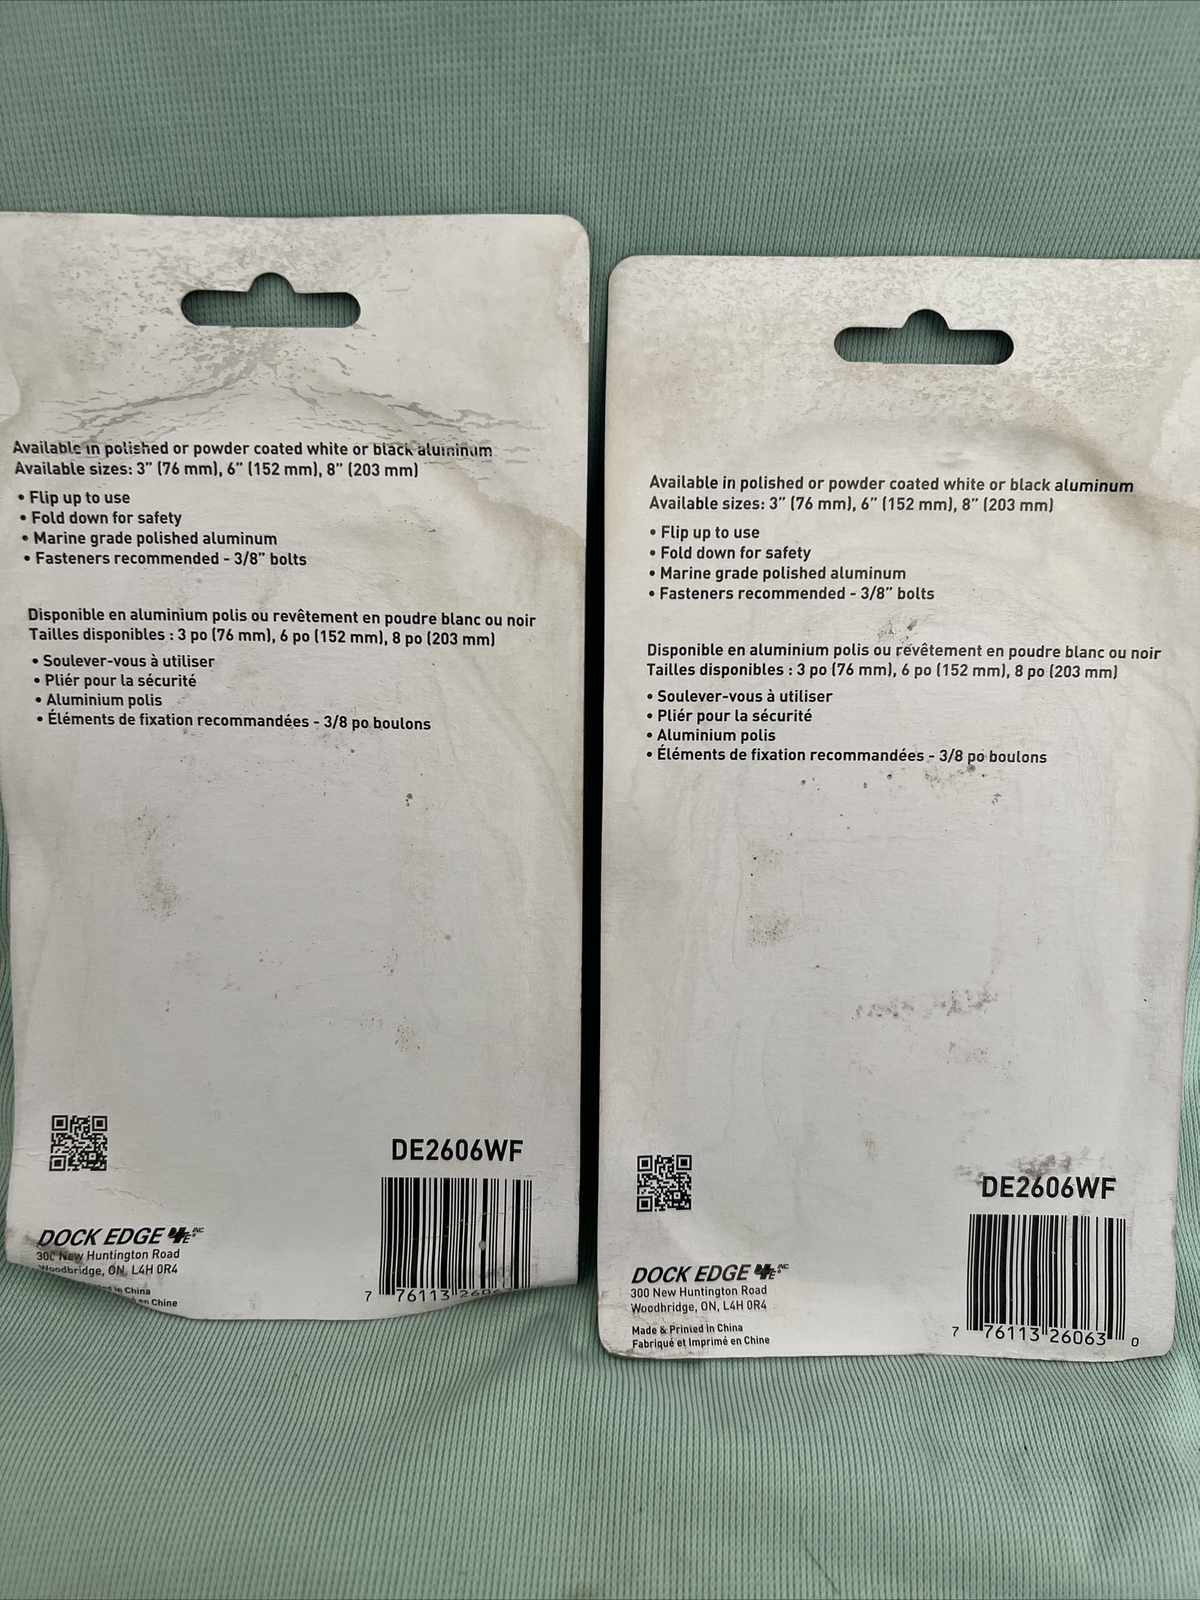 Available in polished or powder coated white or black aluminum
Available sizes: 3” (76 mm), 6” (152 mm), 8” (203 mm)
• Flip up to use
• Fold down for safety
• Marine grade polished aluminum
• Fasteners recommended - 3/8” bolts
Disponible en aluminium polis ou revêtement en poudre blanc ou noir
Tailles disponibles : 3 po (76 mm), 6 po (152 mm), 8 po (203 mm)
• Soulever-vous à utiliser
• Pliér pour la sécurité
• Aluminium polis
• Éléments de fixation recommandées - 3/8 po boulons
DE2606WF
DOCK EDGE INC.
300 New Huntington Road
Woodbridge, ON, L4H 0R4
in China
en Chine
7 76113 260
Available in polished or powder coated white or black aluminum
Available sizes: 3” (76 mm), 6” (152 mm), 8” (203 mm)
• Flip up to use
• Fold down for safety
• Marine grade polished aluminum
• Fasteners recommended - 3/8” bolts
Disponible en aluminium polis ou revêtement en poudre blanc ou noir
Tailles disponibles : 3 po (76 mm), 6 po (152 mm), 8 po (203 mm)
• Soulever-vous à utiliser
• Pliér pour la sécurité
• Aluminium polis
• Éléments de fixation recommandées - 3/8 po boulons
DE2606WF
DOCK EDGE INC.
300 New Huntington Road
Woodbridge, ON, L4H 0R4
Made & Printed in China
Fabriqué et Imprimé en Chine
7 76113 26063 0